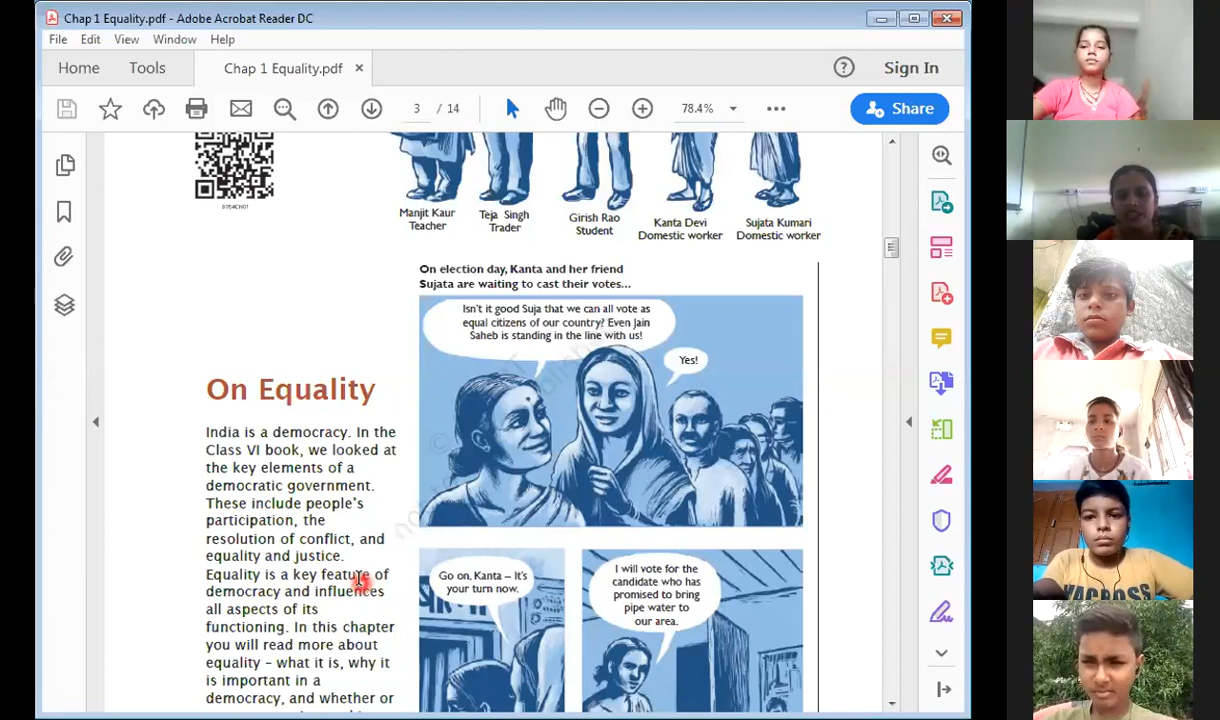 Chap 1 Equality.pdf - Adobe Acrobat Reader DC
File Edit View Window Help
Home Tools Chap 1 Equality.pdf × Sign In
3 / 14 78.4% Share
0764CH01
Manjit Kaur
Teacher
Teja Singh
Trader
Girish Rao
Student
Kanta Devi
Domestic worker
Sujata Kumari
Domestic worker
On election day, Kanta and her friend
Sujata are waiting to cast their votes...
Isn't it good Suja that we can all vote as
equal citizens of our country? Even Jain
Saheb is standing in the line with us!
Yes!
On Equality
India is a democracy. In the
Class VI book, we looked at
the key elements of a
democratic government.
These include people's
participation, the
resolution of conflict, and
equality and justice.
Equality is a key feature of
democracy and influences
all aspects of its
functioning. In this chapter
you will read more about
equality – what it is, why it
is important in a
democracy, and whether or
Go on, Kanta – It's
your turn now.
I will vote for the
candidate who has
promised to bring
pipe water to
our area.